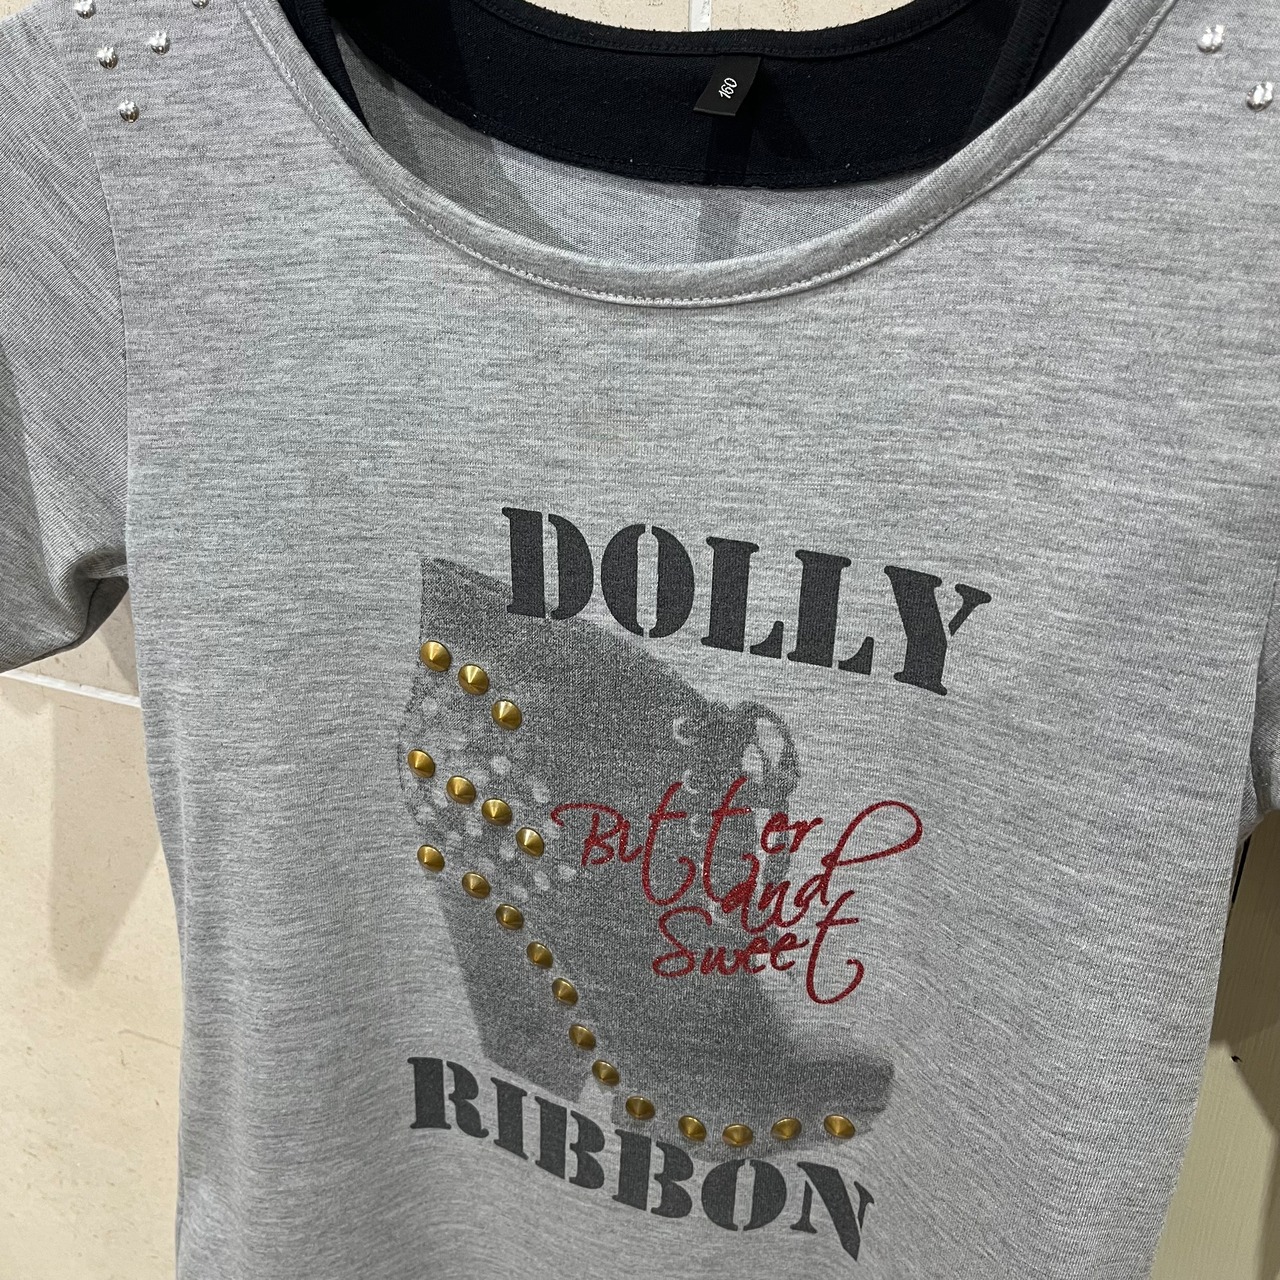 160
DOLLY
Bitter
and
Sweet
RIBBON